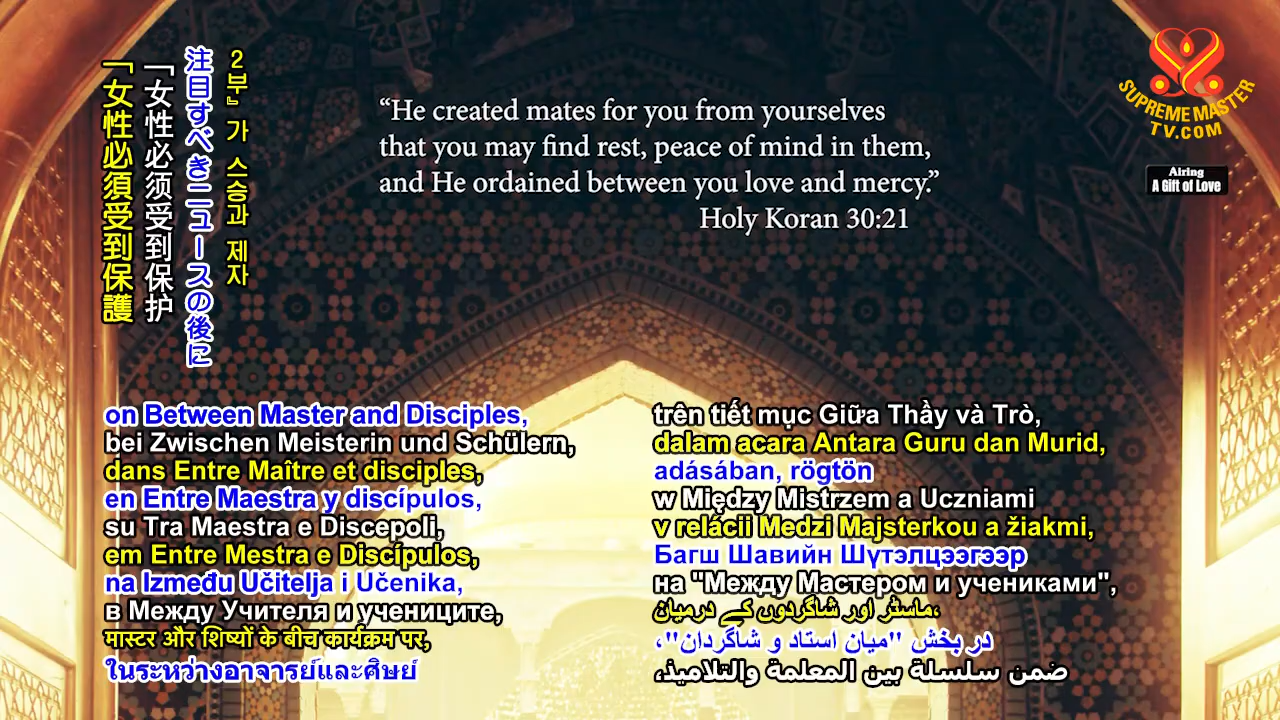 “He created mates for you from yourselves
that you may find rest, peace of mind in them,
and He ordained between you love and mercy.”
Holy Koran 30:21
SUPREME MASTER
TV.COM
Airing
A Gift of Love
2부』가 스승과 제자
注目すべきニュースの後に
「女性必须受到保护
「女性必須受到保護
on Between Master and Disciples,
bei Zwischen Meisterin und Schülern,
dans Entre Maître et disciples,
en Entre Maestra y discípulos,
su Tra Maestra e Discepoli,
em Entre Mestra e Discípulos,
na Između Učitelja i Učenika,
в Между Учителя и учениците,
मास्टर और शिष्यों के बीच कार्यक्रम पर,
ในระหว่างอาจารย์และศิษย์
trên tiết mục Giữa Thầy và Trò,
dalam acara Antara Guru dan Murid,
adásában, rögtön
w Między Mistrzem a Uczniami
v relácii Medzi Majsterkou a žiakmi,
Багш Шавийн Шүтэлцээгээр
на "Между Мастером и учениками",
ماسٹر اور شاگردوں کے درمیان،
در بخش "میان استاد و شاگردان"،
ضمن سلسلة بين المعلمة والتلاميذ،